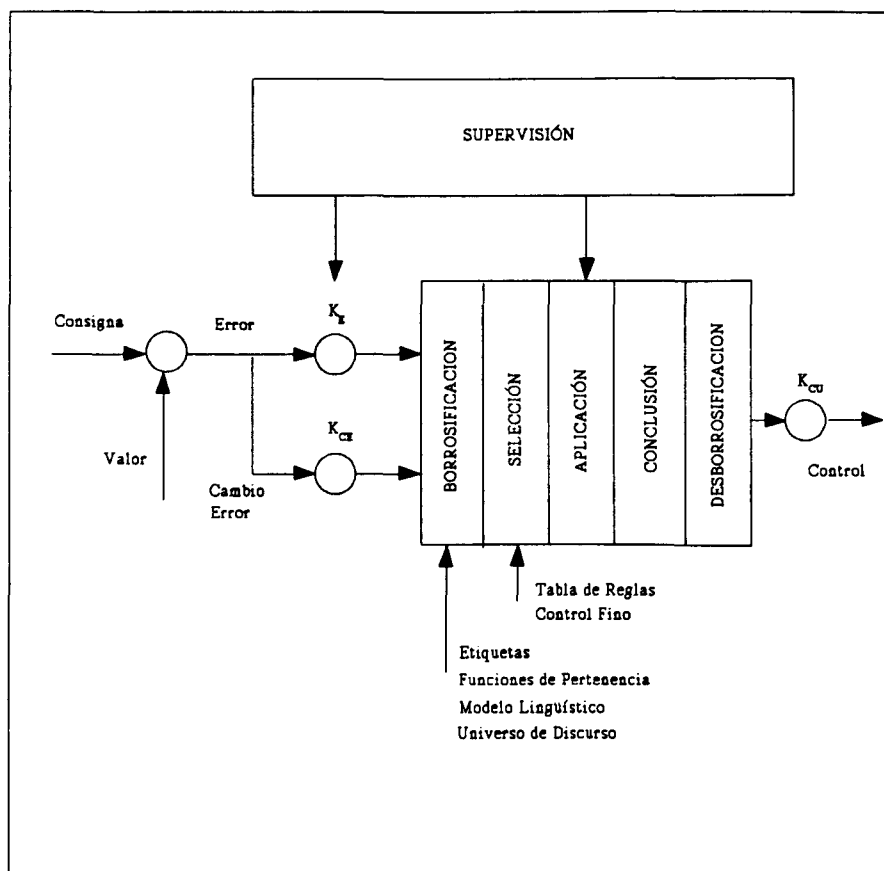 SUPERVISIÓN
Consigna
Error
K_E
Valor
Cambio
Error
K_CE
BORROSIFICACION
SELECCIÓN
APLICACIÓN
CONCLUSIÓN
DESBORROSIFICACION
K_CU
Control
Tabla de Reglas
Control Fino
Etiquetas
Funciones de Pertenencia
Modelo Lingüístico
Universo de Discurso